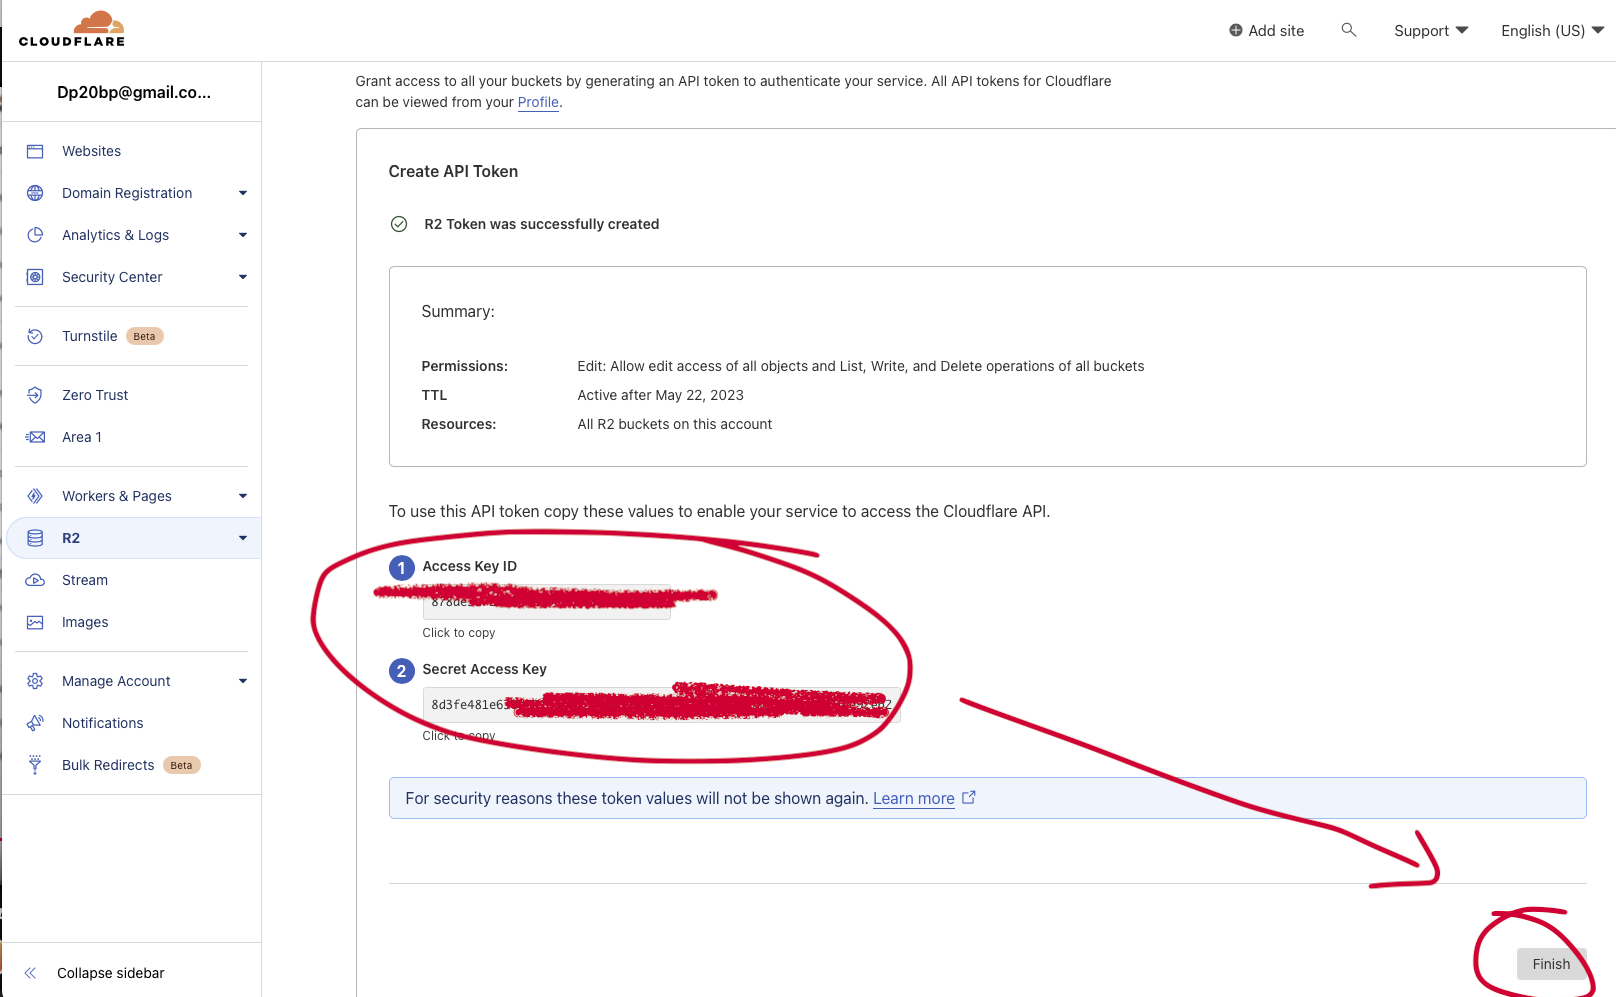 CLOUDFLARE
Add site
Support
English (US)
Dp20bp@gmail.co...
Websites
Domain Registration
Analytics & Logs
Security Center
Turnstile Beta
Zero Trust
Area 1
Workers & Pages
R2
Stream
Images
Manage Account
Notifications
Bulk Redirects Beta
Collapse sidebar
Grant access to all your buckets by generating an API token to authenticate your service. All API tokens for Cloudflare
can be viewed from your Profile.
Create API Token
R2 Token was successfully created
Summary:
Permissions: Edit: Allow edit access of all objects and List, Write, and Delete operations of all buckets
TTL Active after May 22, 2023
Resources: All R2 buckets on this account
To use this API token copy these values to enable your service to access the Cloudflare API.
1 Access Key ID
Click to copy
2 Secret Access Key
Click to copy
For security reasons these token values will not be shown again. Learn more
Finish